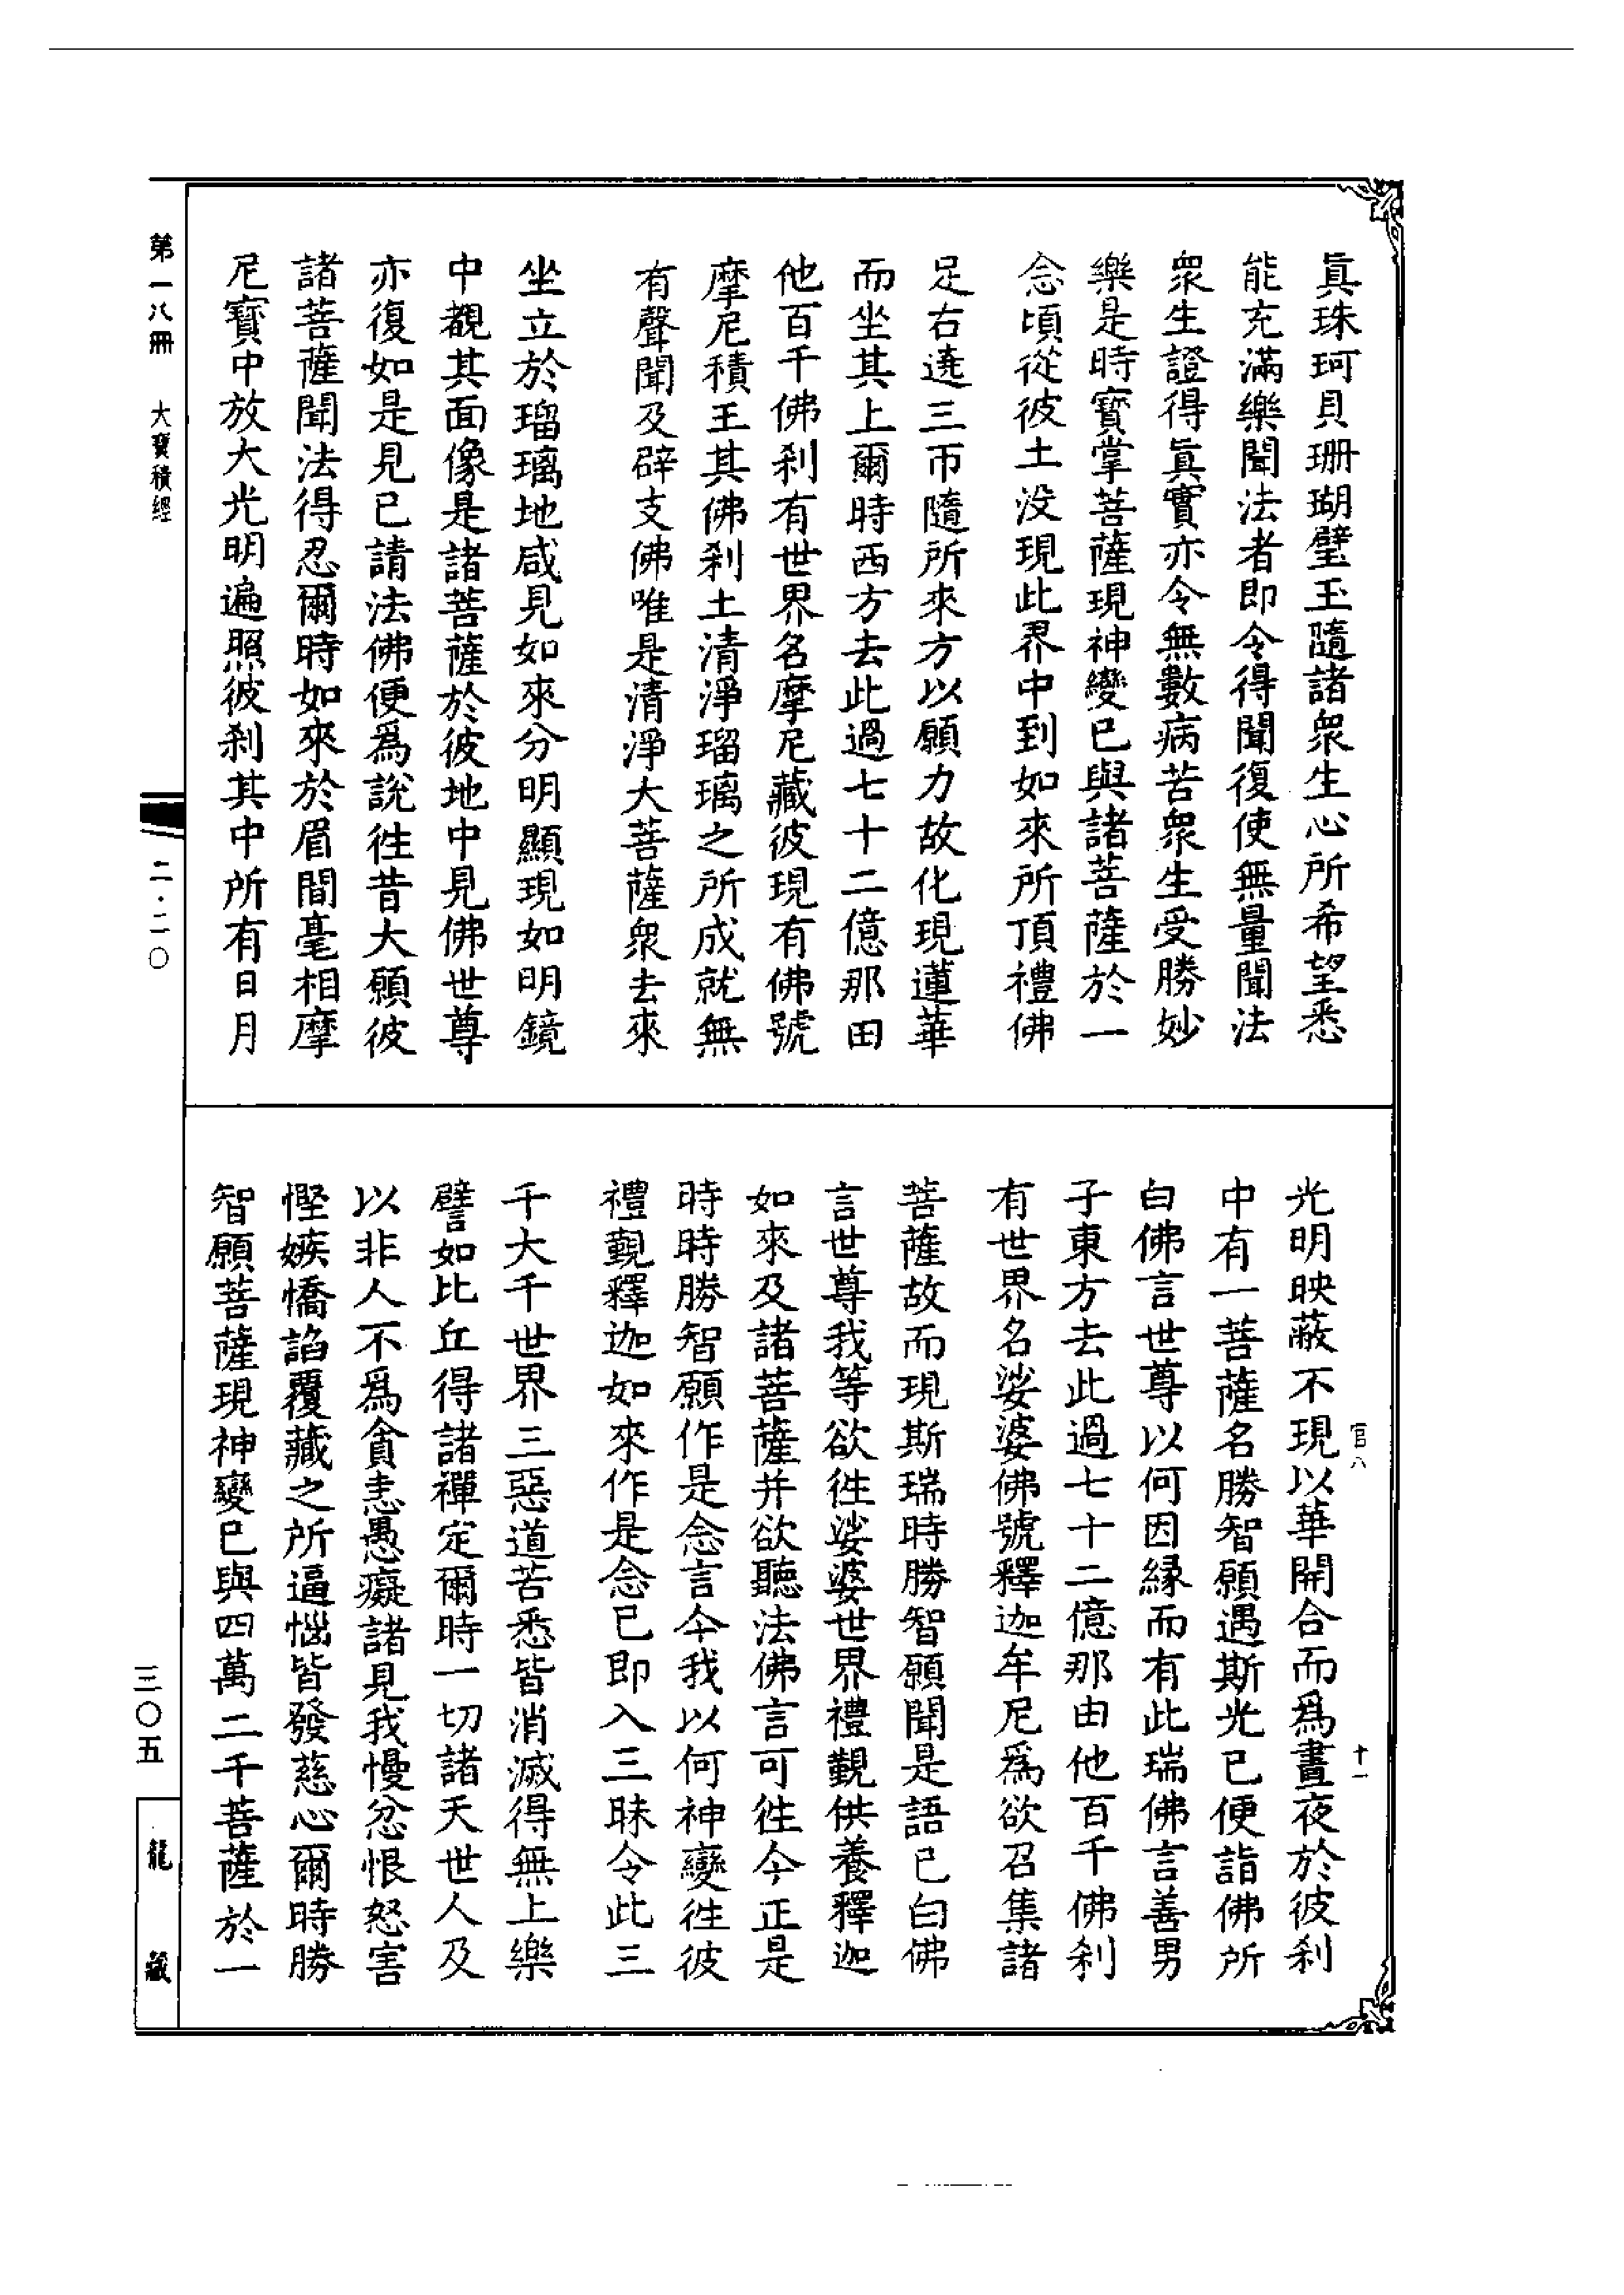 眞珠珂貝珊瑚璧玉隨諸衆生心所希望悉
能充滿樂聞法者即令得聞復使無量聞法
衆生證得眞實亦令無數病苦衆生受勝妙
樂是時寳掌菩薩現神變已與諸菩薩於一
念頃從彼土没現此界中到如來所頂禮佛
足右遶三帀隨所來方以願力故化現蓮華
而坐其上爾時西方去此過七十二億那由
他百千佛刹有世界名摩尼藏彼現有佛號
摩尼積王其佛刹土清淨瑠璃之所成就無
有聲聞及辟支佛唯是清淨大菩薩衆去來
坐立於瑠璃地咸見如來分明顯現如明鏡
中覩其面像是諸菩薩於彼地中見佛世尊
亦復如是見已請法佛便爲說徃昔大願彼
諸菩薩聞法得忍爾時如來於眉間毫相摩
尼寳中放大光明遍照彼刹其中所有日月
光明映蔽不現以華開合而爲晝夜於彼刹
中有一菩薩名勝智願遇斯光已便詣佛所
白佛言世尊以何因縁而有此瑞佛言善男
子東方去此過七十二億那由他百千佛刹
有世界名娑婆佛號釋迦牟尼爲欲召集諸
菩薩故而現斯瑞時勝智願聞是語已白佛
言世尊我等欲徃娑婆世界禮覲供養釋迦
如來及諸菩薩并欲聽法佛言可徃今正是
時時勝智願作是念言今我以何神變徃彼
禮覲釋迦如來作是念已即入三昧令此三
千大千世界三惡道苦悉皆消滅得無上樂
譬如比丘得諸禪定爾時一切諸天世人及
以非人不爲貪恚愚癡諸見我慢忿恨怒害
慳嫉憍諂覆藏之所逼惱皆發慈心爾時勝
智願菩薩現神變已與四萬二千菩薩於一
官八
十一
第一八冊
大寶積經
二·二〇
三〇五
龍藏